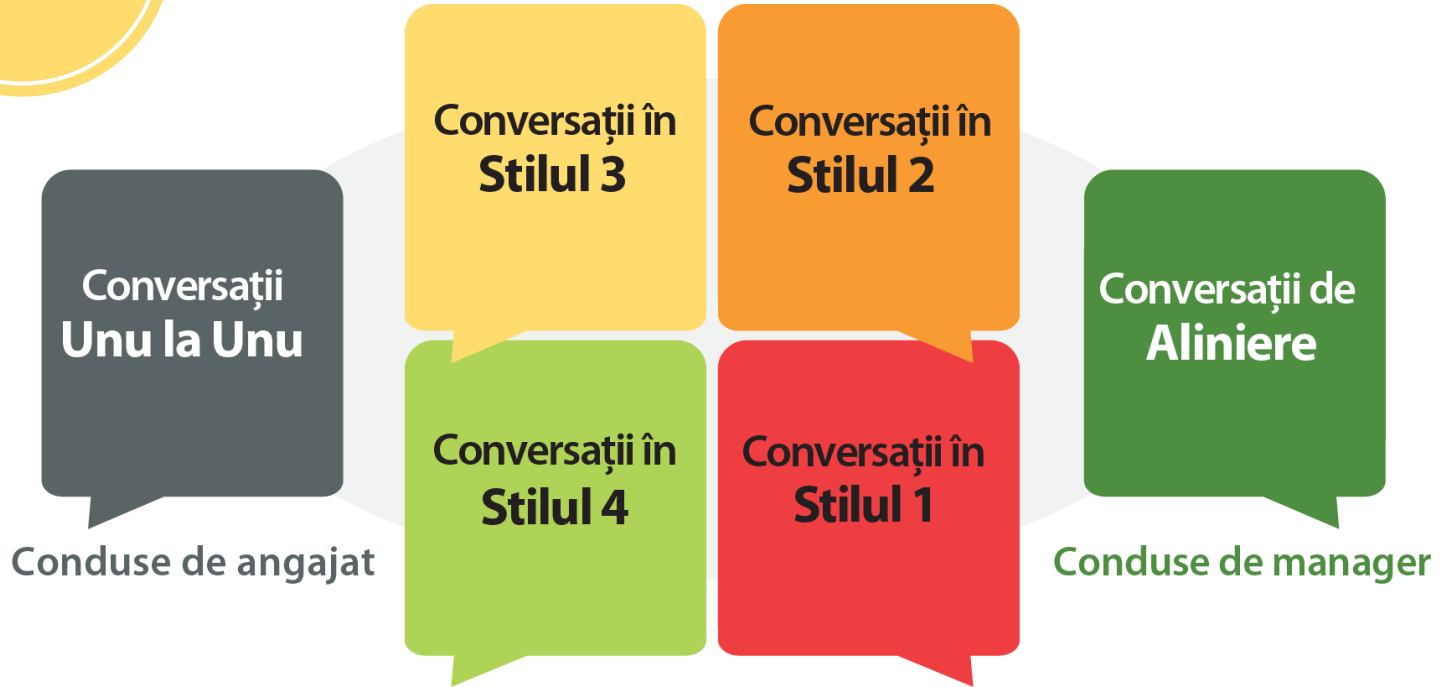 Conversații în
Stilul 3
Conversații în
Stilul 2
Conversații
Unu la Unu
Conversații de
Aliniere
Conversații în
Stilul 4
Conversații în
Stilul 1
Conduse de angajat
Conduse de manager